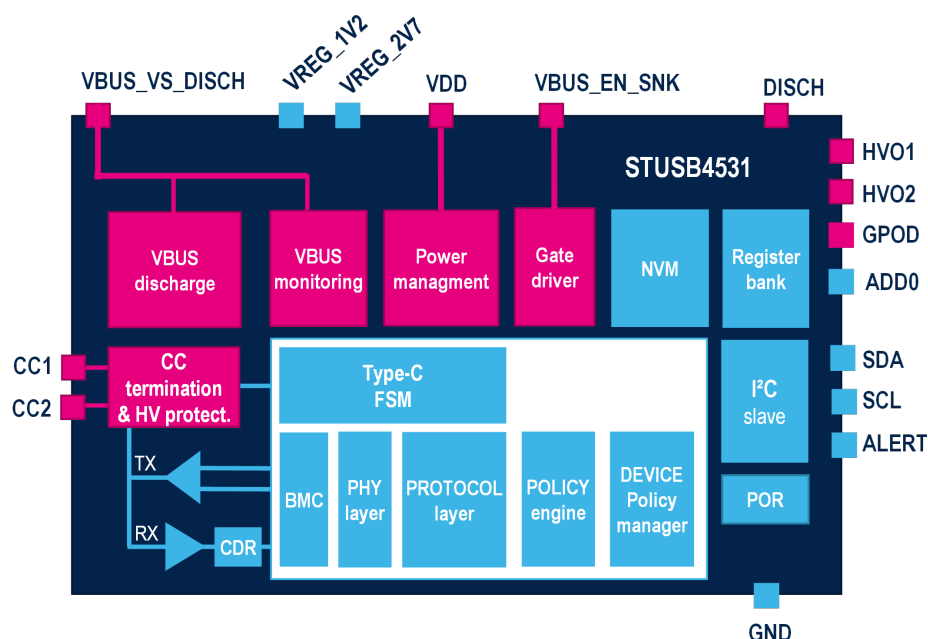 VREG_1V2
VREG_2V7
VBUS_VS_DISCH
VDD
VBUS_EN_SNK
DISCH
STUSB4531
HVO1
HVO2
GPOD
ADD0
VBUS
discharge
VBUS
monitoring
Power
managment
Gate
driver
NVM
Register
bank
CC1
CC2
CC
termination
& HV protect.
Type-C
FSM
I²C
slave
SDA
SCL
ALERT
TX
RX
CDR
BMC
PHY
layer
PROTOCOL
layer
POLICY
engine
DEVICE
Policy
manager
POR
GND